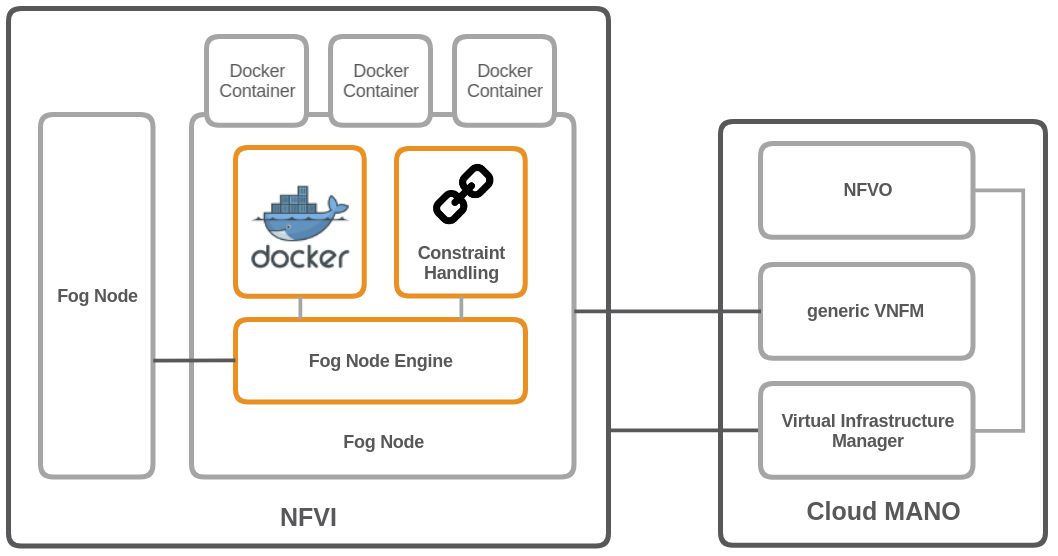 Docker
Container
Docker
Container
Docker
Container
Fog Node
docker
Constraint
Handling
Fog Node Engine
Fog Node
NFVI
NFVO
generic VNFM
Virtual Infrastructure
Manager
Cloud MANO